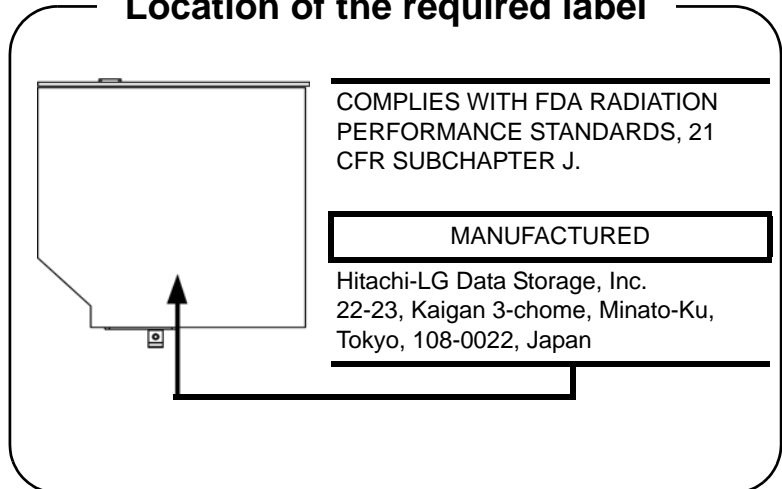 Location of the required label
COMPLIES WITH FDA RADIATION
PERFORMANCE STANDARDS, 21
CFR SUBCHAPTER J.
MANUFACTURED
Hitachi-LG Data Storage, Inc.
22-23, Kaigan 3-chome, Minato-Ku,
Tokyo, 108-0022, Japan